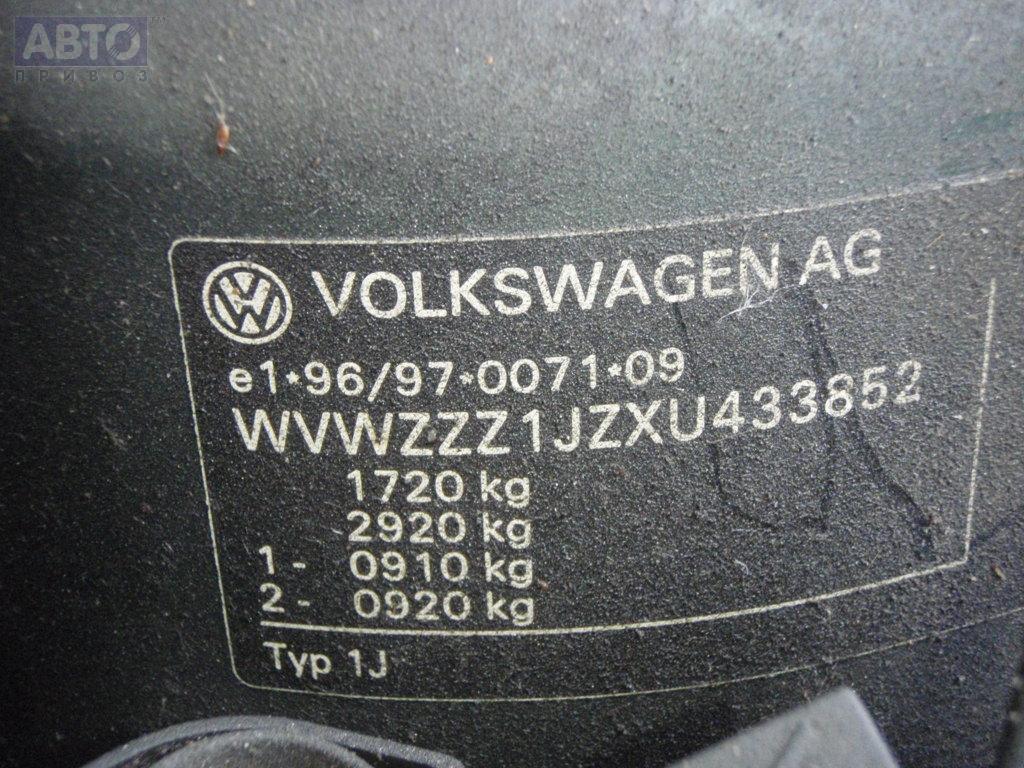 АВТО
ПРИВОЗ
VOLKSWAGEN AG
e1*96/97*0071*09
WVWZZZ1JZXU433852
1720 kg
2920 kg
1 - 0910 kg
2 - 0920 kg
Typ 1J